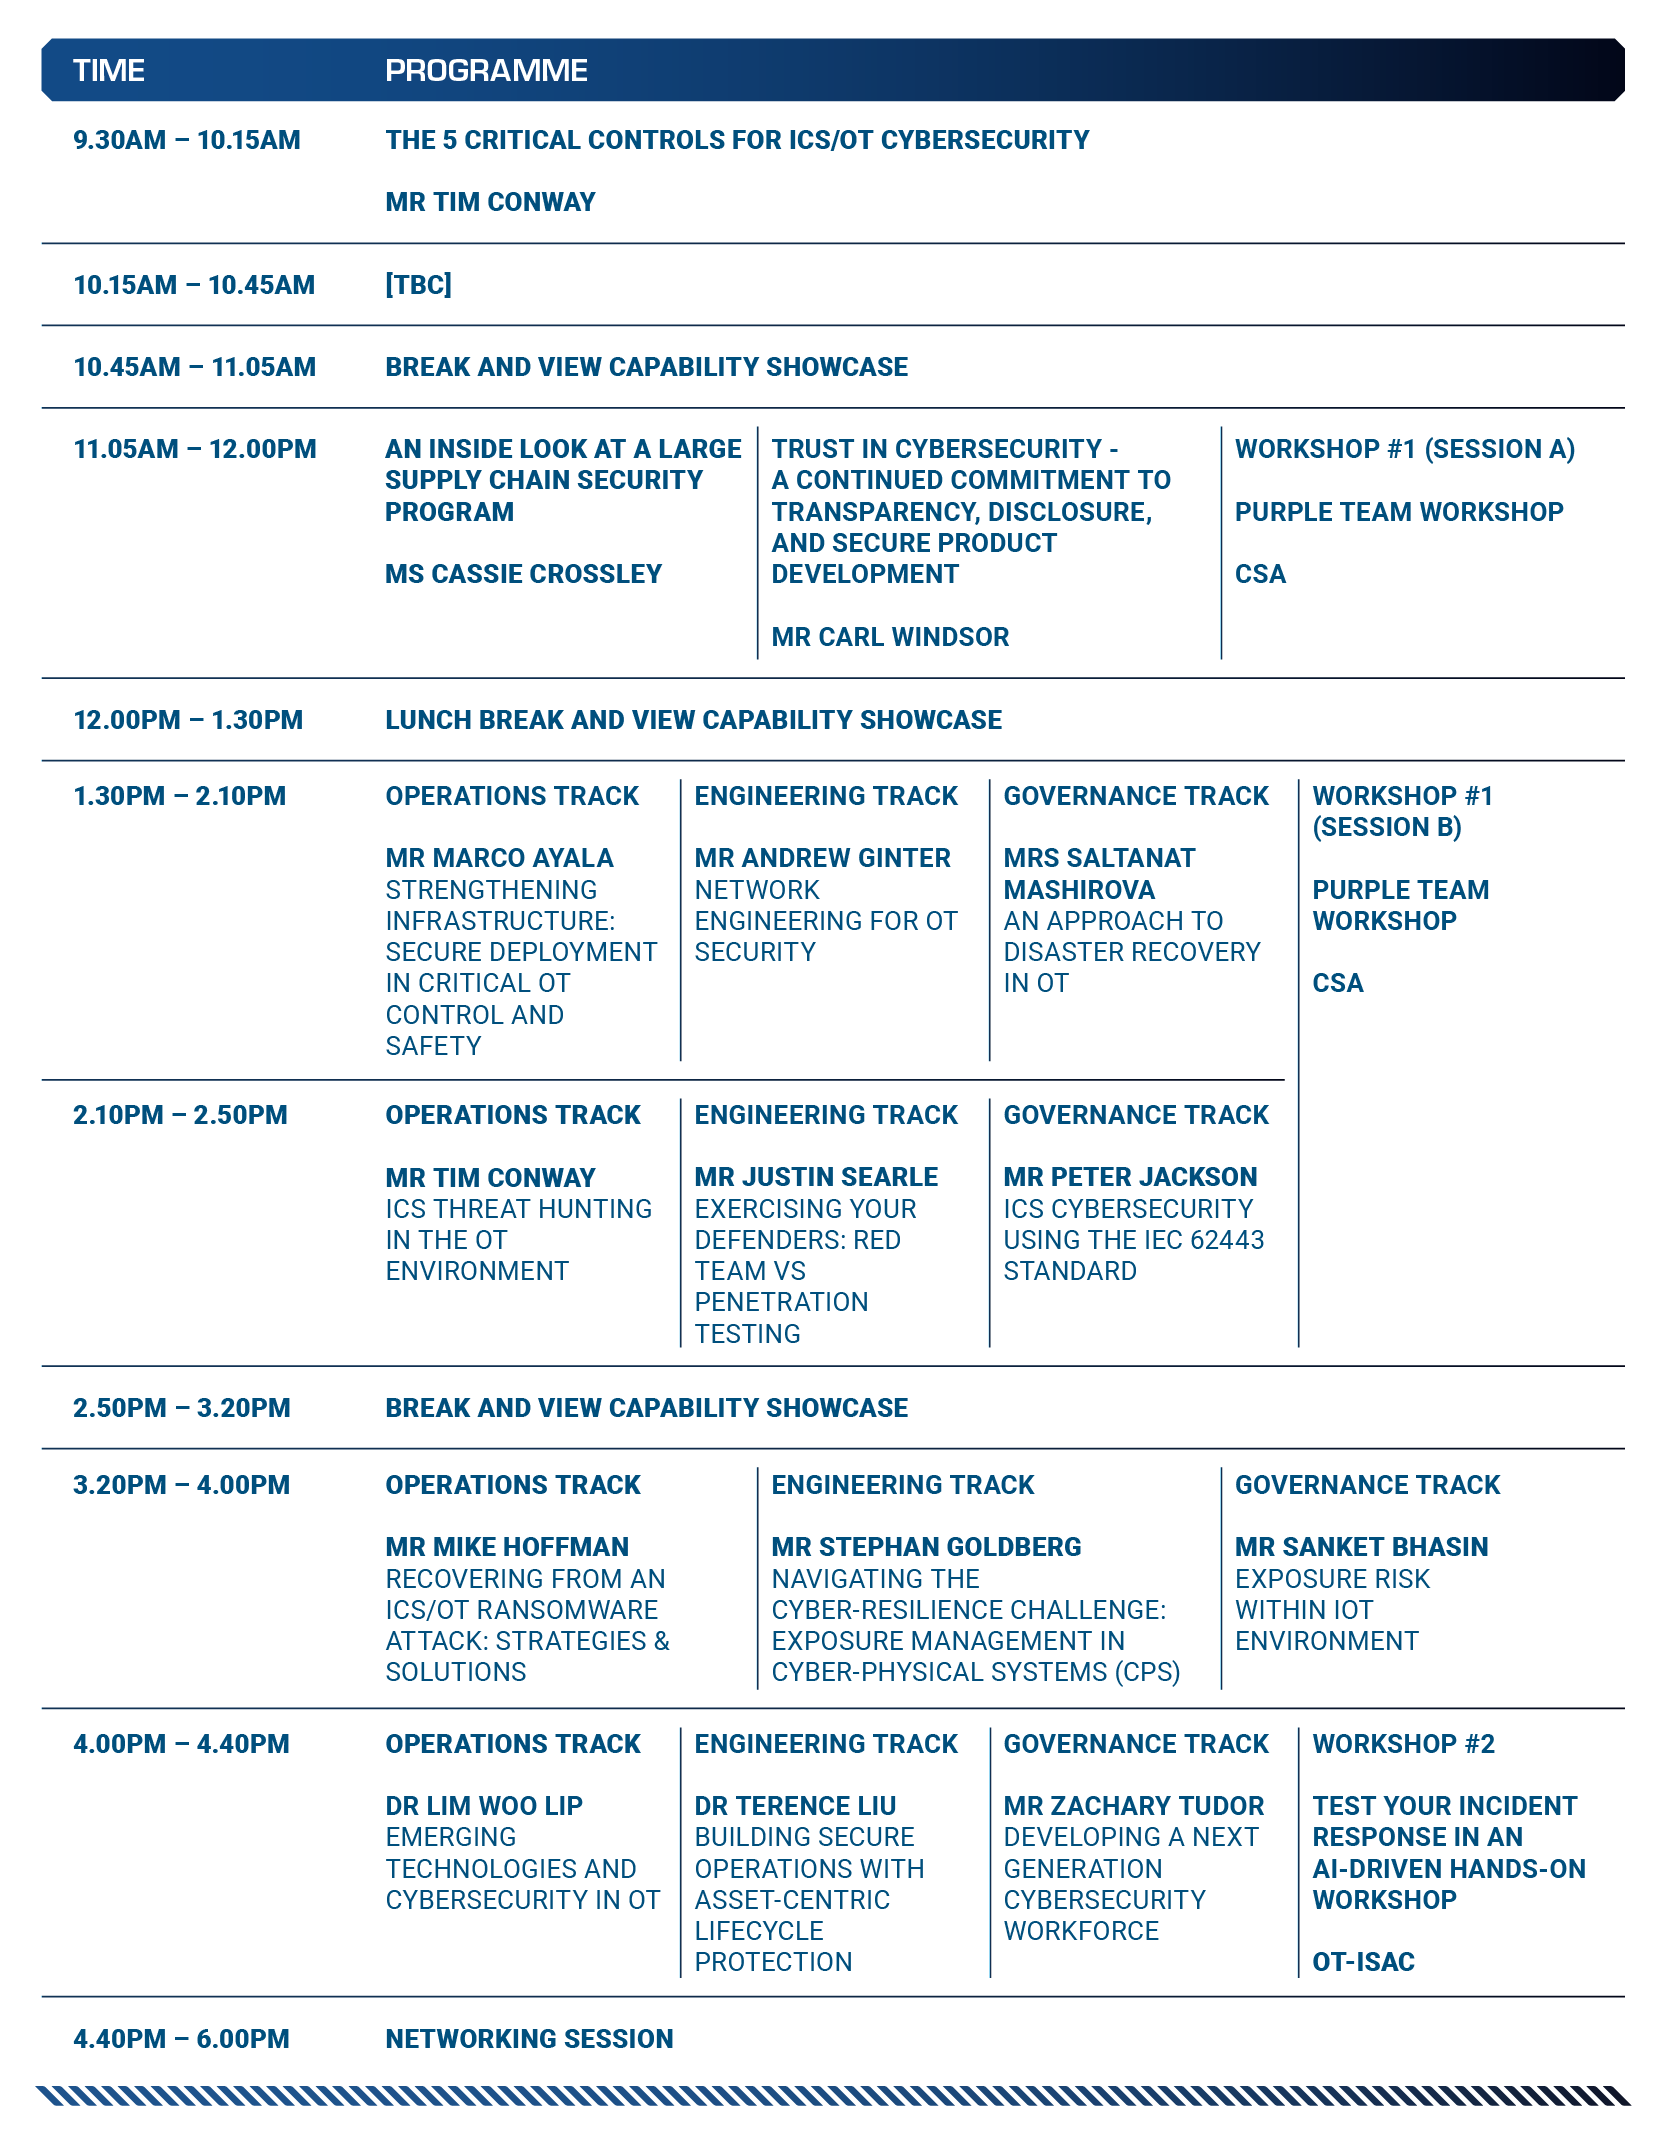 TIME
PROGRAMME
9.30AM – 10.15AM
THE 5 CRITICAL CONTROLS FOR ICS/OT CYBERSECURITY
MR TIM CONWAY
10.15AM – 10.45AM
[TBC]
10.45AM – 11.05AM
BREAK AND VIEW CAPABILITY SHOWCASE
11.05AM – 12.00PM
AN INSIDE LOOK AT A LARGE
SUPPLY CHAIN SECURITY
PROGRAM
MS CASSIE CROSSLEY
TRUST IN CYBERSECURITY -
A CONTINUED COMMITMENT TO
TRANSPARENCY, DISCLOSURE,
AND SECURE PRODUCT
DEVELOPMENT
MR CARL WINDSOR
WORKSHOP #1 (SESSION A)
PURPLE TEAM WORKSHOP
CSA
12.00PM – 1.30PM
LUNCH BREAK AND VIEW CAPABILITY SHOWCASE
1.30PM – 2.10PM
OPERATIONS TRACK
MR MARCO AYALA
STRENGTHENING
INFRASTRUCTURE:
SECURE DEPLOYMENT
IN CRITICAL OT
CONTROL AND
SAFETY
ENGINEERING TRACK
MR ANDREW GINTER
NETWORK
ENGINEERING FOR OT
SECURITY
GOVERNANCE TRACK
MRS SALTANAT
MASHIROVA
AN APPROACH TO
DISASTER RECOVERY
IN OT
WORKSHOP #1
(SESSION B)
PURPLE TEAM
WORKSHOP
CSA
2.10PM – 2.50PM
OPERATIONS TRACK
MR TIM CONWAY
ICS THREAT HUNTING
IN THE OT
ENVIRONMENT
ENGINEERING TRACK
MR JUSTIN SEARLE
EXERCISING YOUR
DEFENDERS: RED
TEAM VS
PENETRATION
TESTING
GOVERNANCE TRACK
MR PETER JACKSON
ICS CYBERSECURITY
USING THE IEC 62443
STANDARD
2.50PM – 3.20PM
BREAK AND VIEW CAPABILITY SHOWCASE
3.20PM – 4.00PM
OPERATIONS TRACK
MR MIKE HOFFMAN
RECOVERING FROM AN
ICS/OT RANSOMWARE
ATTACK: STRATEGIES &
SOLUTIONS
ENGINEERING TRACK
MR STEPHAN GOLDBERG
NAVIGATING THE
CYBER-RESILIENCE CHALLENGE:
EXPOSURE MANAGEMENT IN
CYBER-PHYSICAL SYSTEMS (CPS)
GOVERNANCE TRACK
MR SANKET BHASIN
EXPOSURE RISK
WITHIN IOT
ENVIRONMENT
4.00PM – 4.40PM
OPERATIONS TRACK
DR LIM WOO LIP
EMERGING
TECHNOLOGIES AND
CYBERSECURITY IN OT
ENGINEERING TRACK
DR TERENCE LIU
BUILDING SECURE
OPERATIONS WITH
ASSET-CENTRIC
LIFECYCLE
PROTECTION
GOVERNANCE TRACK
MR ZACHARY TUDOR
DEVELOPING A NEXT
GENERATION
CYBERSECURITY
WORKFORCE
WORKSHOP #2
TEST YOUR INCIDENT
RESPONSE IN AN
AI-DRIVEN HANDS-ON
WORKSHOP
OT-ISAC
4.40PM – 6.00PM
NETWORKING SESSION